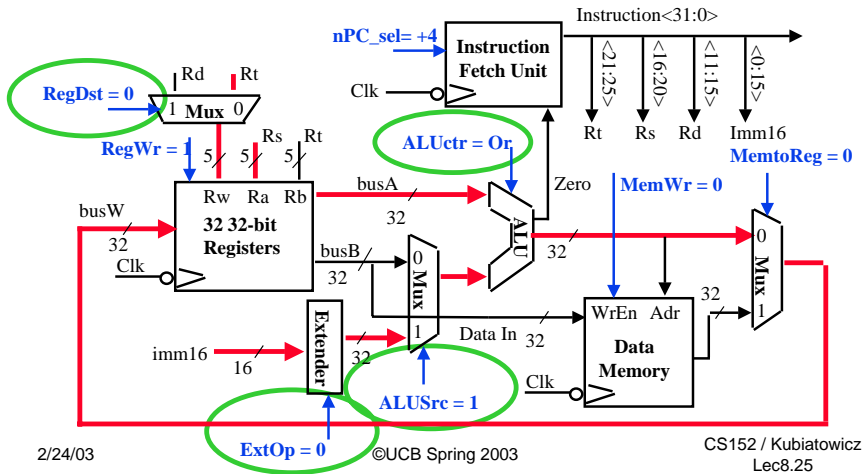 Instruction<31:0>
nPC_sel= +4
Instruction
Fetch Unit
Rd
Rt
Clk
<21:25>
<16:20>
<11:15>
<0:15>
RegDst = 0
1 Mux 0
Rt
Rs
Rd
Imm16
ALUctr = Or
MemtoReg = 0
RegWr = 1
Rs
Rt
5
5
5
Zero
MemWr = 0
Rw
Ra
Rb
busA
32
busW
32
32 32-bit
Registers
ALU
32
0
Mux
1
busB
32
0
Mux
1
Clk
32
WrEn
Adr
Data In
32
imm16
16
Extender
32
Data
Memory
Clk
ALUSrc = 1
ExtOp = 0
2/24/03
©UCB Spring 2003
CS152 / Kubiatowicz
Lec8.25